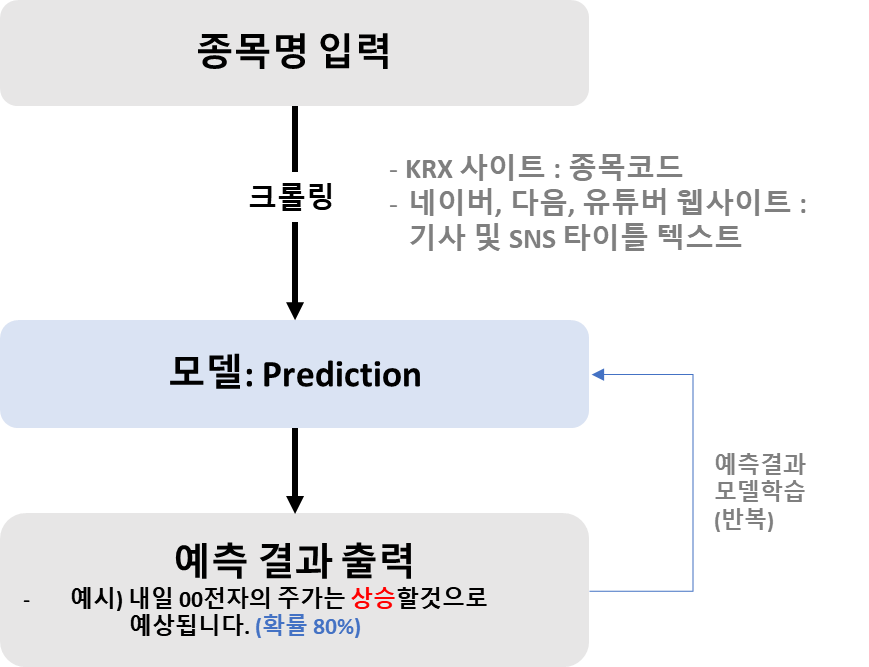 종목명 입력
크롤링
- KRX 사이트 : 종목코드
- 네이버, 다음, 유튜버 웹사이트 :
기사 및 SNS 타이틀 텍스트
모델: Prediction
예측결과
모델학습
(반복)
예측 결과 출력
- 예시) 내일 00전자의 주가는 상승할것으로
예상됩니다. (확률 80%)